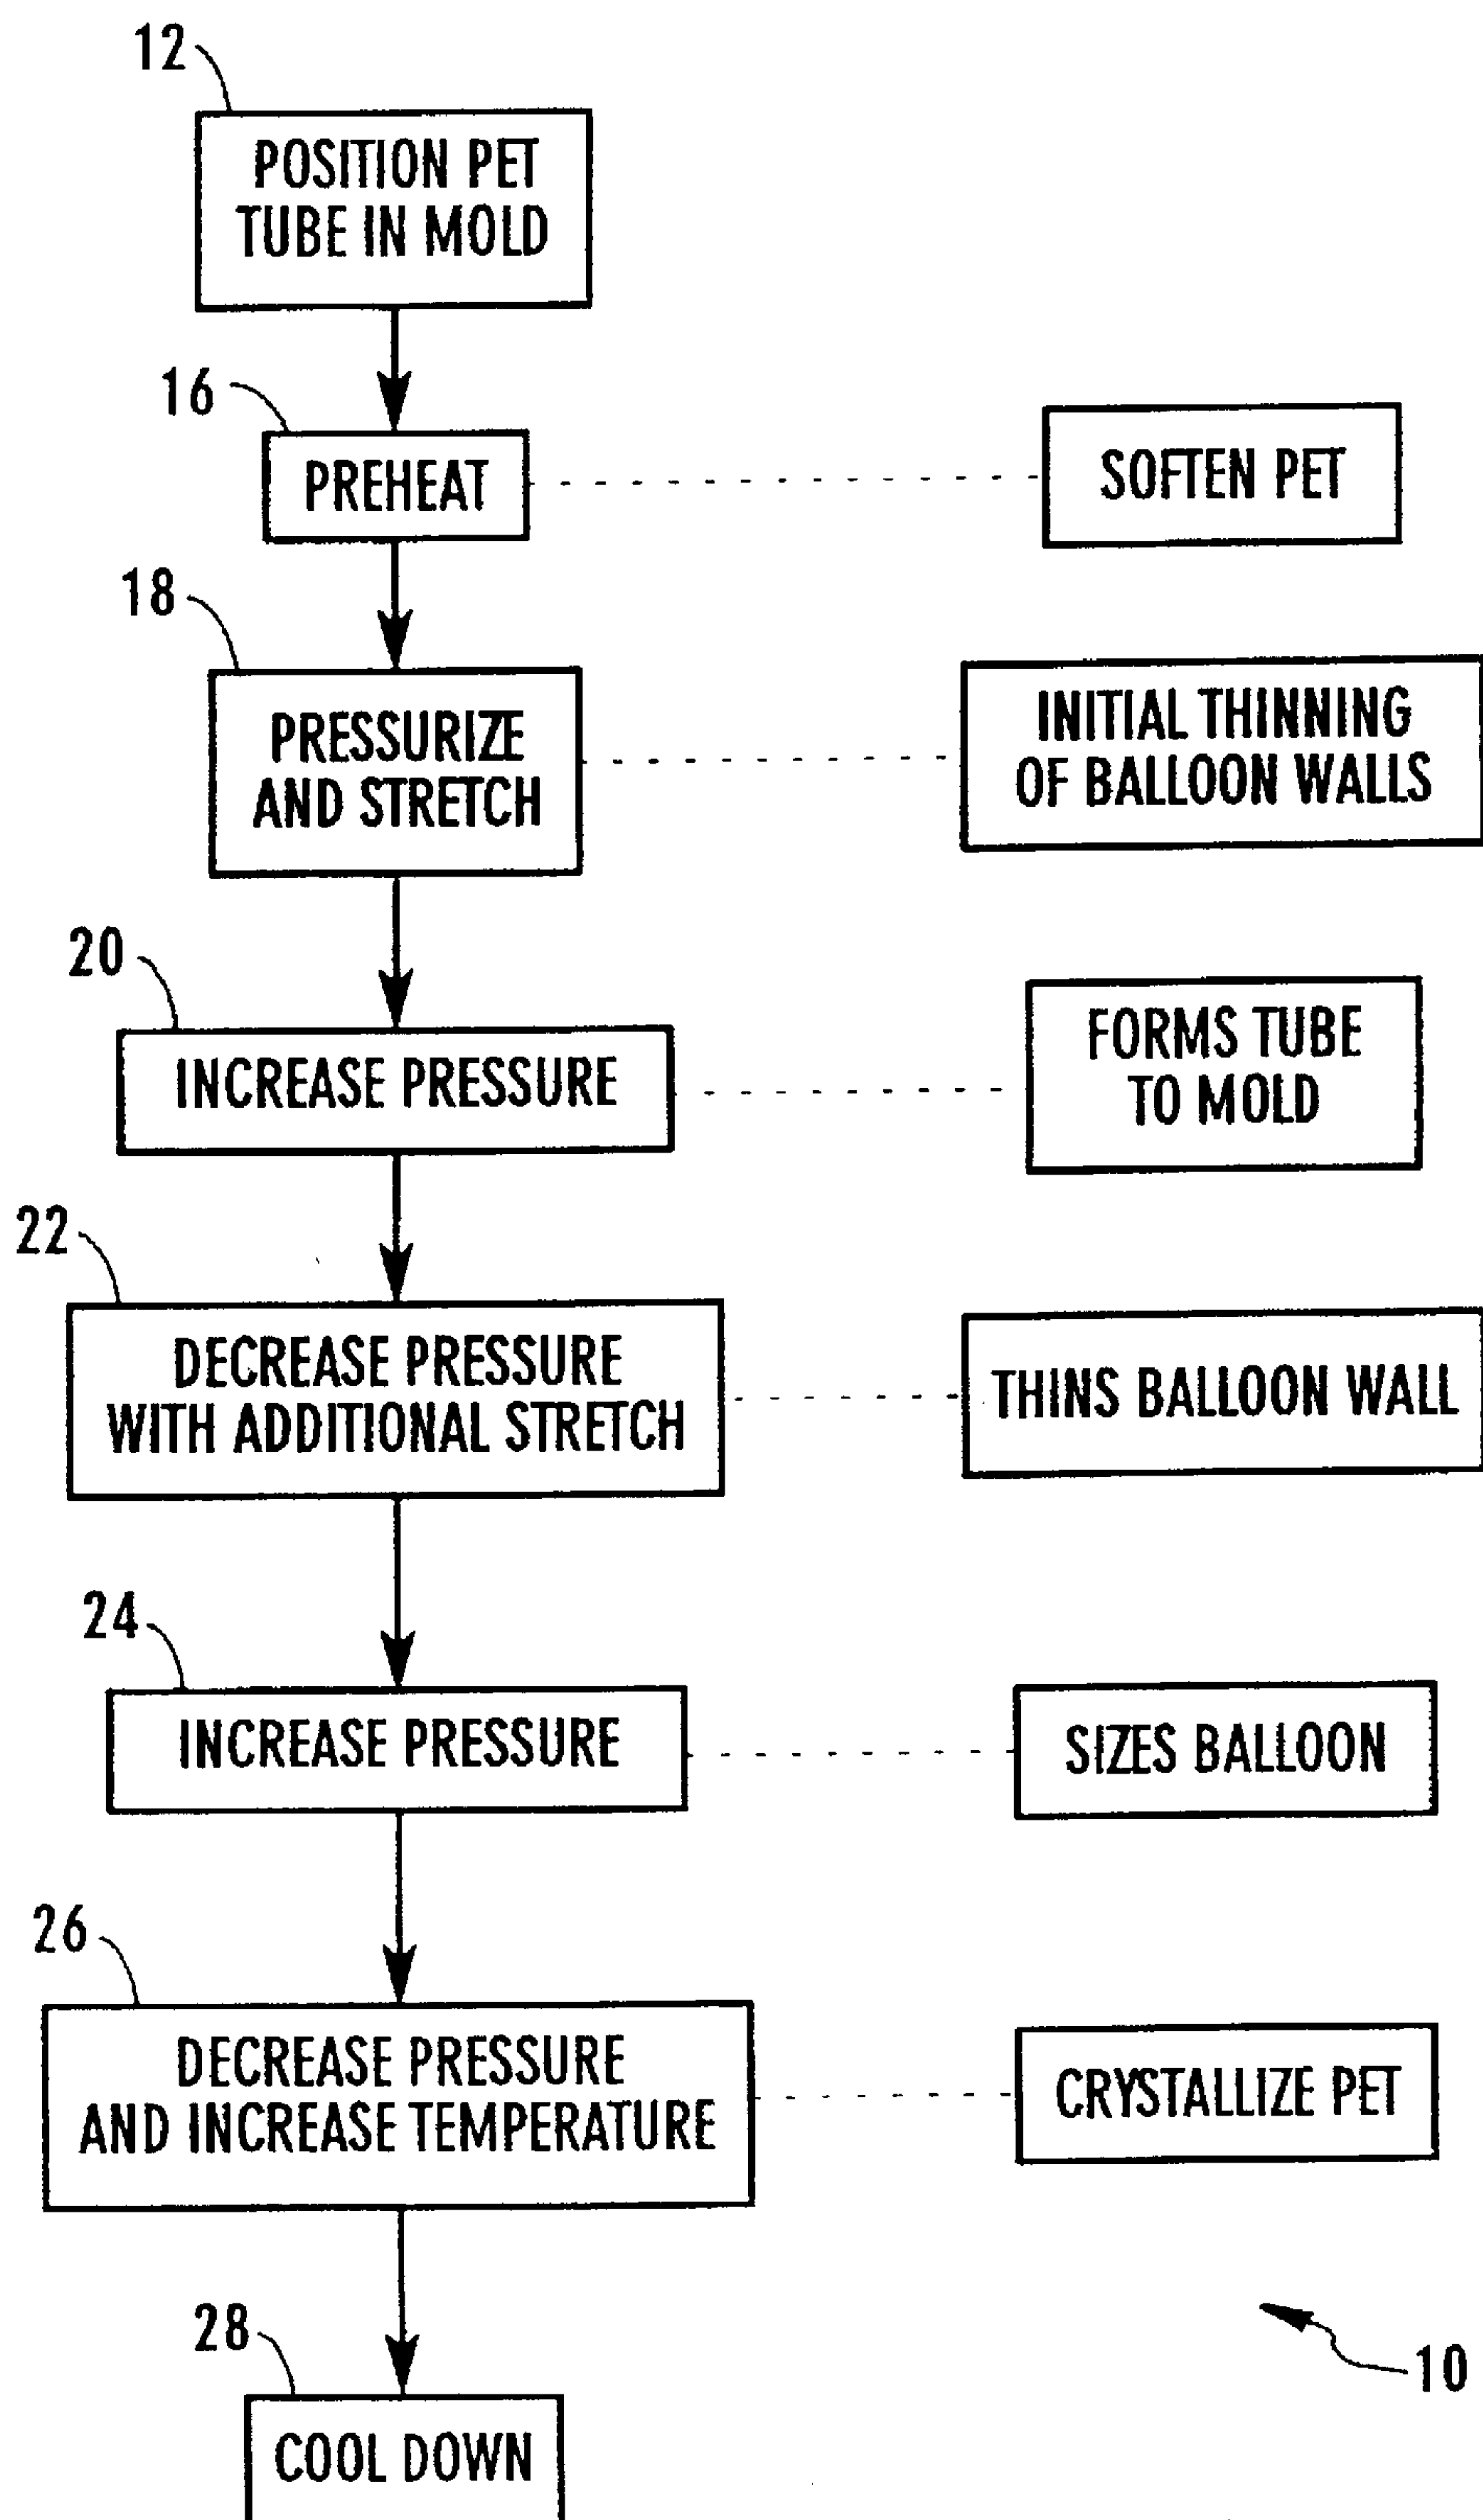 12
POSITION PET
TUBE IN MOLD
16
PREHEAT
SOFTEN PET
18
PRESSURIZE
AND STRETCH
INITIAL THINNING
OF BALLOON WALLS
20
INCREASE PRESSURE
FORMS TUBE
TO MOLD
22
DECREASE PRESSURE
WITH ADDITIONAL STRETCH
THINS BALLOON WALL
24
INCREASE PRESSURE
SIZES BALLOON
26
DECREASE PRESSURE
AND INCREASE TEMPERATURE
CRYSTALLIZE PET
28
COOL DOWN
10